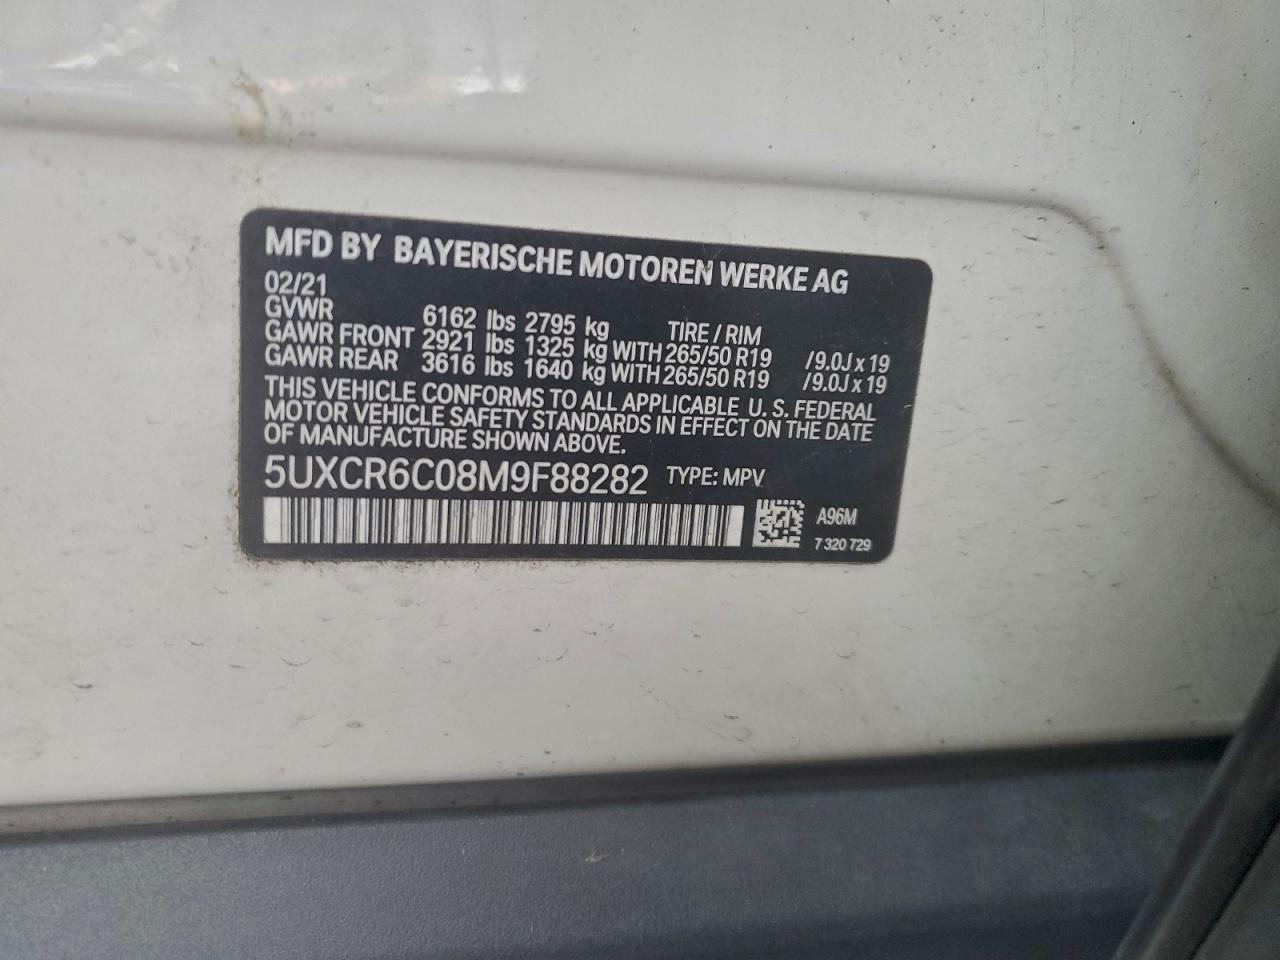 MFD BY BAYERISCHE MOTOREN WERKE AG
02/21
GVWR 6162 lbs 2795 kg TIRE / RIM
GAWR FRONT 2921 lbs 1325 kg WITH 265/50 R19 /9.0J x 19
GAWR REAR 3616 lbs 1640 kg WITH 265/50 R19 /9.0J x 19
THIS VEHICLE CONFORMS TO ALL APPLICABLE U. S. FEDERAL
MOTOR VEHICLE SAFETY STANDARDS IN EFFECT ON THE DATE
OF MANUFACTURE SHOWN ABOVE.
5UXCR6C08M9F88282 TYPE: MPV
A96M
7 320 729